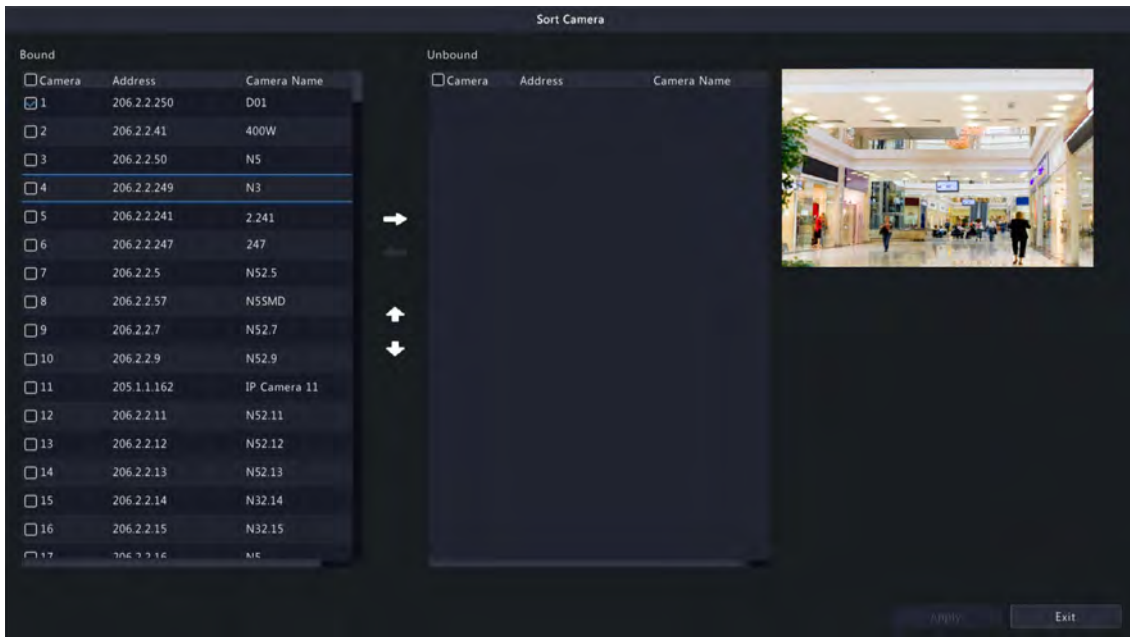 Sort Camera
Bound
Unbound
Camera Address Camera Name
1 206.2.2.250 D01
2 206.2.2.41 400W
3 206.2.2.50 N5
4 206.2.2.249 N3
5 206.2.2.241 2.241
6 206.2.2.247 247
7 206.2.2.5 N52.5
8 206.2.2.57 N5SMD
9 206.2.2.7 N52.7
10 206.2.2.9 N52.9
11 205.1.1.162 IP Camera 11
12 206.2.2.11 N52.11
13 206.2.2.12 N52.12
14 206.2.2.13 N52.13
15 206.2.2.14 N32.14
16 206.2.2.15 N32.15
17 206.2.2.16 N5
Camera Address Camera Name
Apply
Exit